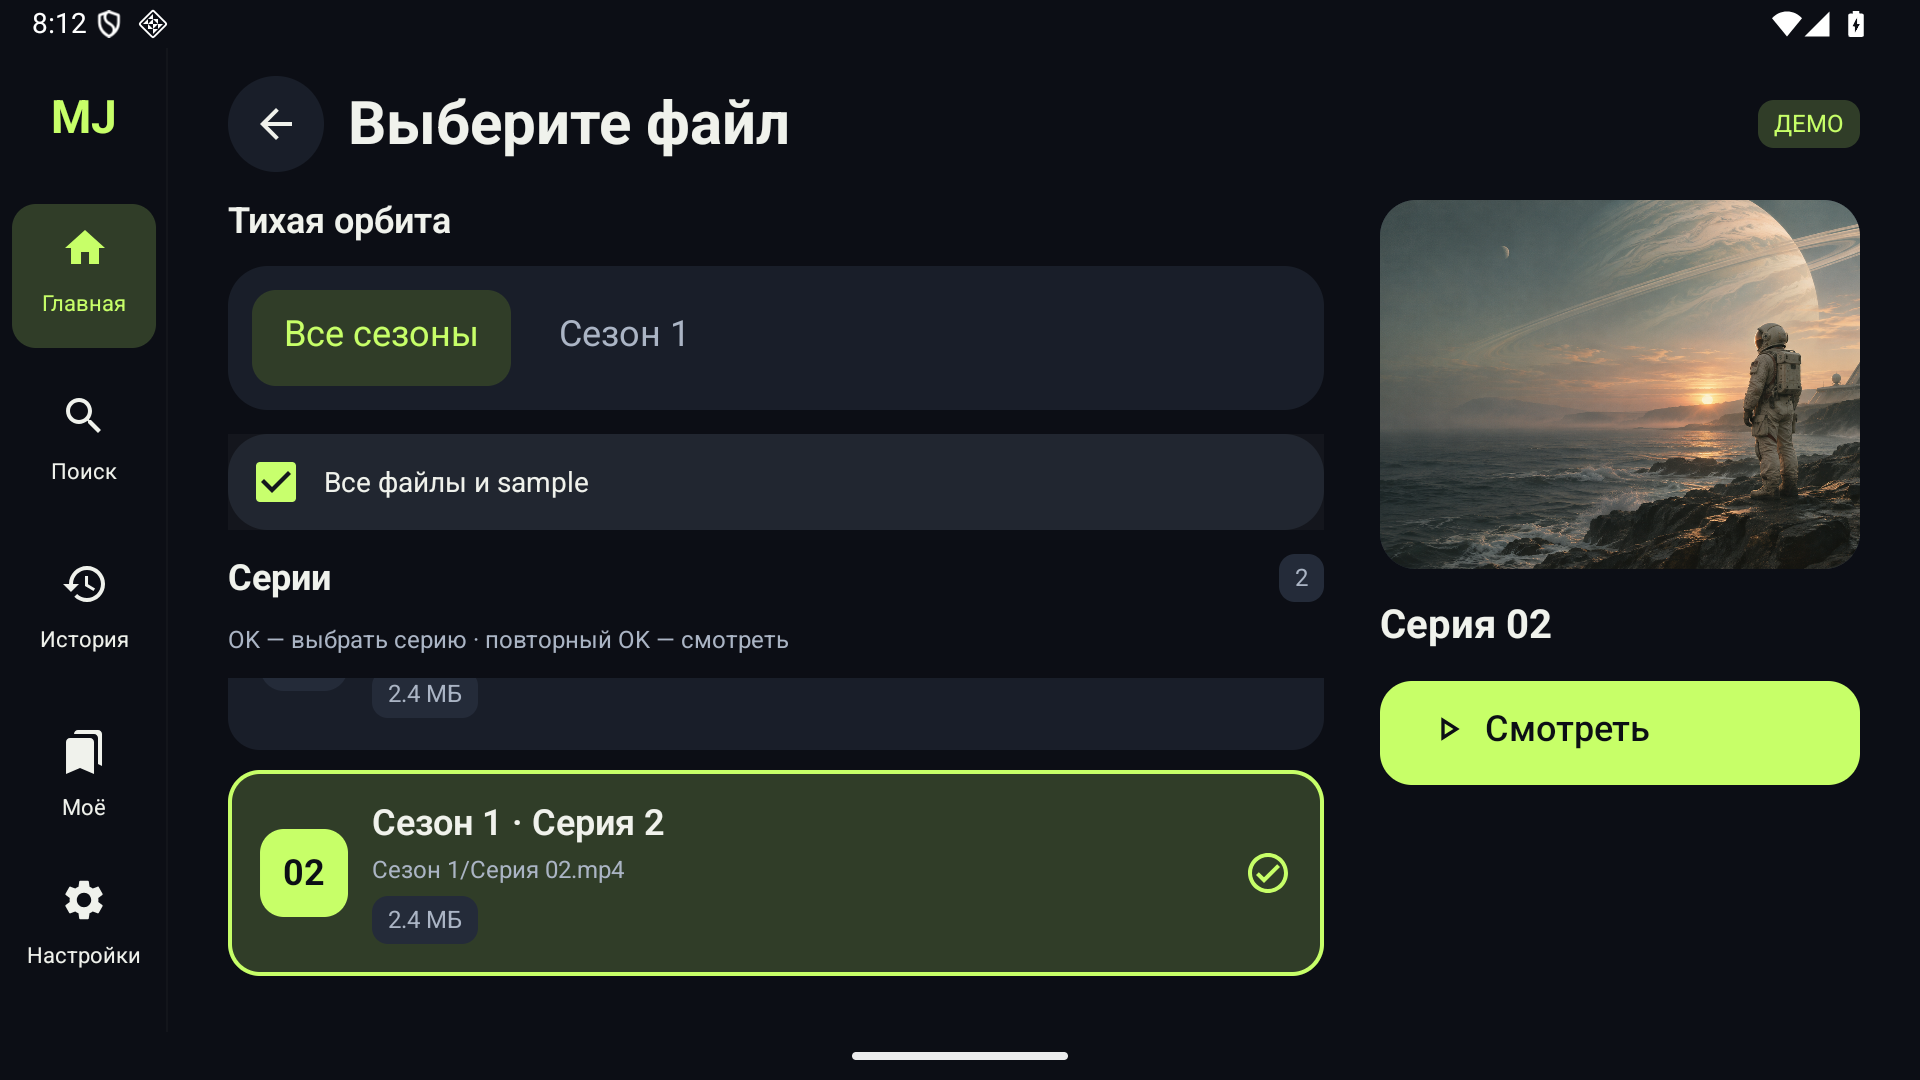 8:12
MJ
Главная
Поиск
История
Моё
Настройки
Выберите файл
ДЕМО
Тихая орбита
Все сезоны
Сезон 1
Все файлы и sample
Серии
2
OK — выбрать серию · повторный OK — смотреть
2.4 МБ
02
Сезон 1 · Серия 2
Сезон 1/Серия 02.mp4
2.4 МБ
Серия 02
Смотреть